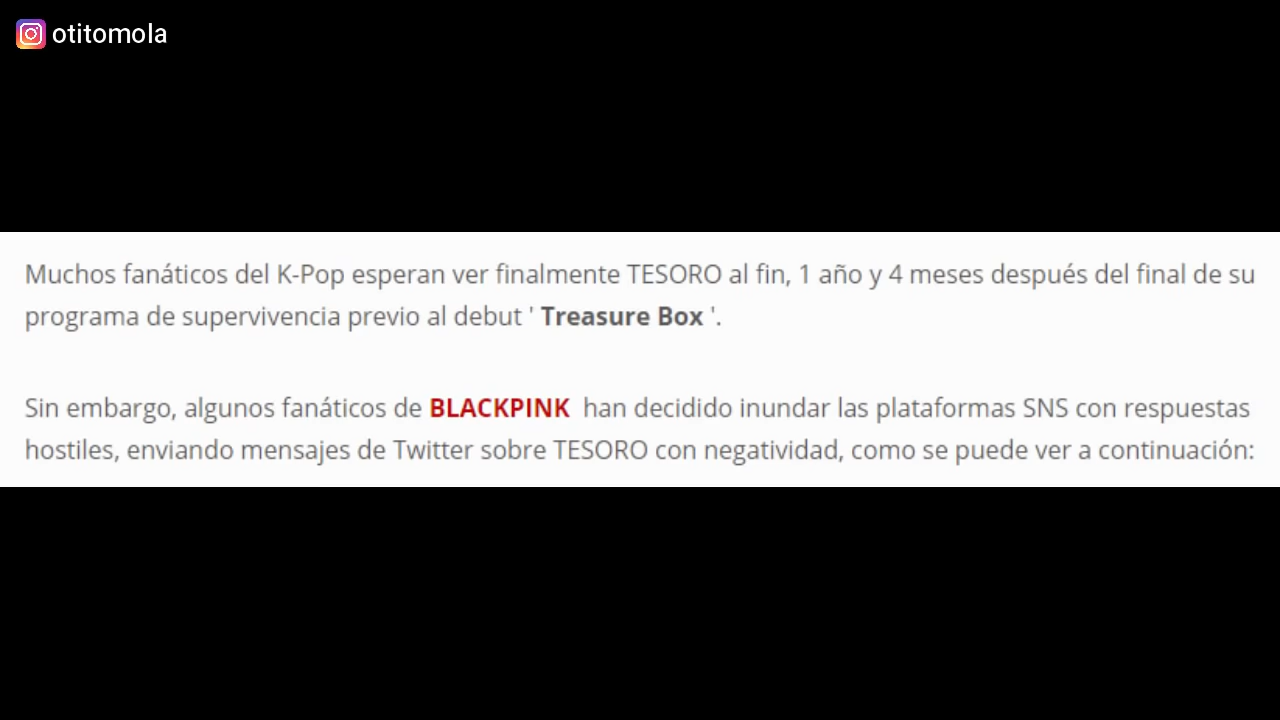 otitomola
Muchos fanáticos del K-Pop esperan ver finalmente TESORO al fin, 1 año y 4 meses después del final de su
programa de supervivencia previo al debut ' Treasure Box '.
Sin embargo, algunos fanáticos de BLACKPINK han decidido inundar las plataformas SNS con respuestas
hostiles, enviando mensajes de Twitter sobre TESORO con negatividad, como se puede ver a continuación: